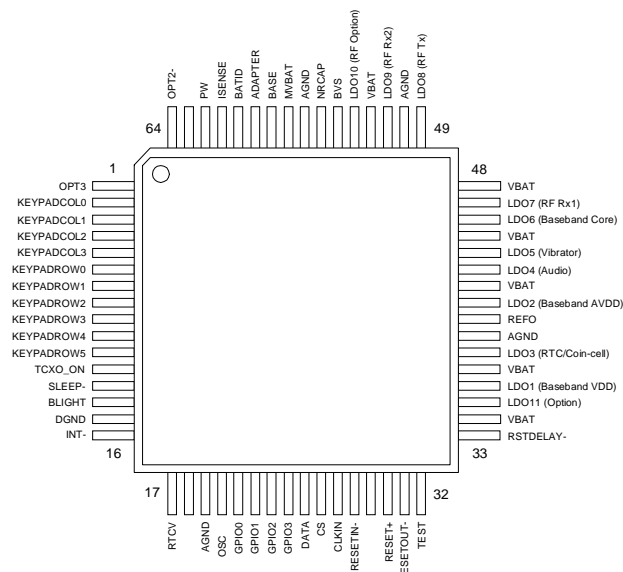 OPT2-
PW
ISENSE
BATID
ADAPTER
BASE
MVBAT
AGND
NRCAP
BVS
LDO10 (RF Option)
VBAT
LDO9 (RF Rx2)
AGND
LDO8 (RF Tx)
64
49
1
48
OPT3
KEYPADCOL0
KEYPADCOL1
KEYPADCOL2
KEYPADCOL3
KEYPADROW0
KEYPADROW1
KEYPADROW2
KEYPADROW3
KEYPADROW4
KEYPADROW5
TCXO_ON
SLEEP-
BLIGHT
DGND
INT-
VBAT
LDO7 (RF Rx1)
LDO6 (Baseband Core)
VBAT
LDO5 (Vibrator)
LDO4 (Audio)
VBAT
LDO2 (Baseband AVDD)
REFO
AGND
LDO3 (RTC/Coin-cell)
VBAT
LDO1 (Baseband VDD)
LDO11 (Option)
VBAT
RSTDELAY-
16
33
17
32
RTCV
AGND
OSC
GPIO0
GPIO1
GPIO2
GPIO3
DATA
CS
CLKIN
RESETIN-
RESET+
ESETOUT-
TEST